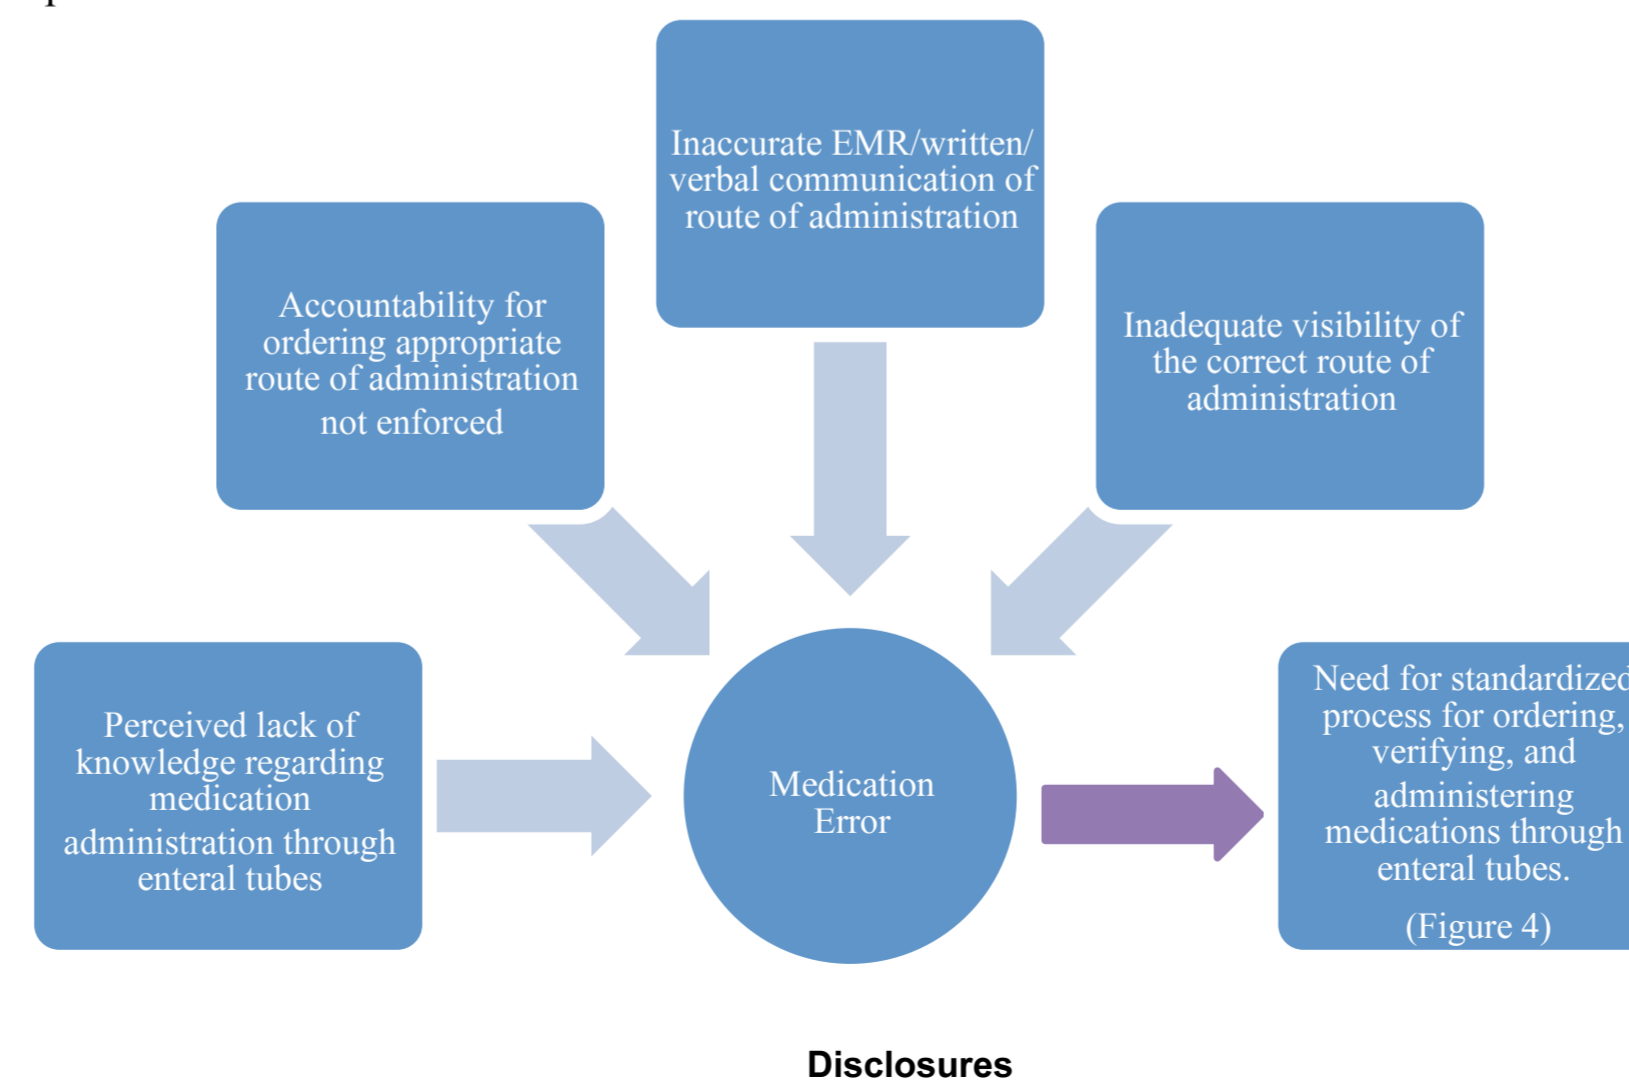 Inaccurate EMR/written/
verbal communication of
route of administration
Accountability for
ordering appropriate
route of administration
not enforced
Inadequate visibility of
the correct route of
administration
Perceived lack of
knowledge regarding
medication
administration through
enteral tubes
Medication
Error
Need for standardized
process for ordering,
verifying, and
administering
medications through
enteral tubes.
(Figure 4)
Disclosures